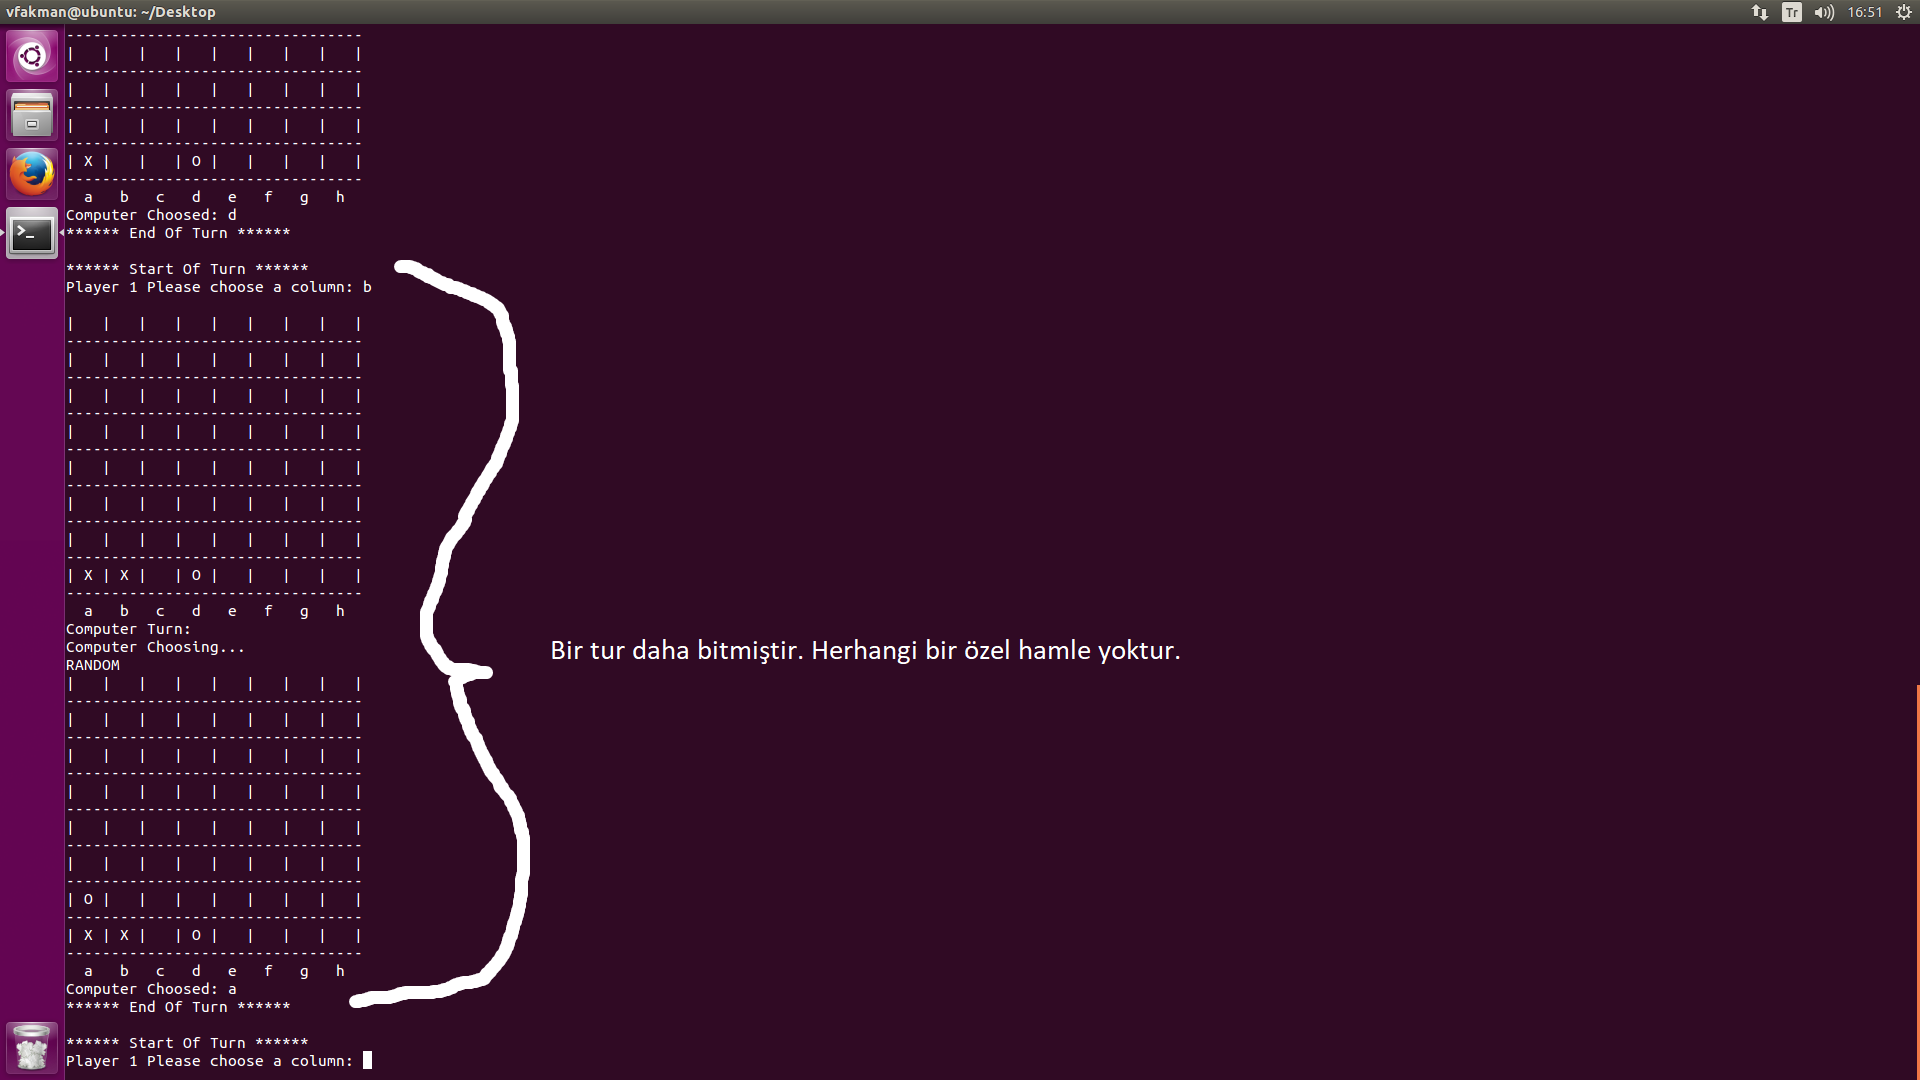 vfakman@ubuntu: ~/Desktop
Tr
16:51
---------------------------------
|   |   |   |   |   |   |   |   |
---------------------------------
|   |   |   |   |   |   |   |   |
---------------------------------
|   |   |   |   |   |   |   |   |
---------------------------------
| X |   |   | O |   |   |   |   |
---------------------------------
  a   b   c   d   e   f   g   h
Computer Choosed: d
****** End Of Turn ******
****** Start Of Turn ******
Player 1 Please choose a column: b
|   |   |   |   |   |   |   |   |
---------------------------------
|   |   |   |   |   |   |   |   |
---------------------------------
|   |   |   |   |   |   |   |   |
---------------------------------
|   |   |   |   |   |   |   |   |
---------------------------------
|   |   |   |   |   |   |   |   |
---------------------------------
|   |   |   |   |   |   |   |   |
---------------------------------
|   |   |   |   |   |   |   |   |
---------------------------------
| X | X |   | O |   |   |   |   |
---------------------------------
  a   b   c   d   e   f   g   h
Computer Turn:
Computer Choosing...
RANDOM
Bir tur daha bitmiştir. Herhangi bir özel hamle yoktur.
|   |   |   |   |   |   |   |   |
---------------------------------
|   |   |   |   |   |   |   |   |
---------------------------------
|   |   |   |   |   |   |   |   |
---------------------------------
|   |   |   |   |   |   |   |   |
---------------------------------
|   |   |   |   |   |   |   |   |
---------------------------------
|   |   |   |   |   |   |   |   |
---------------------------------
| O |   |   |   |   |   |   |   |
---------------------------------
| X | X |   | O |   |   |   |   |
---------------------------------
  a   b   c   d   e   f   g   h
Computer Choosed: a
****** End Of Turn ******
****** Start Of Turn ******
Player 1 Please choose a column: